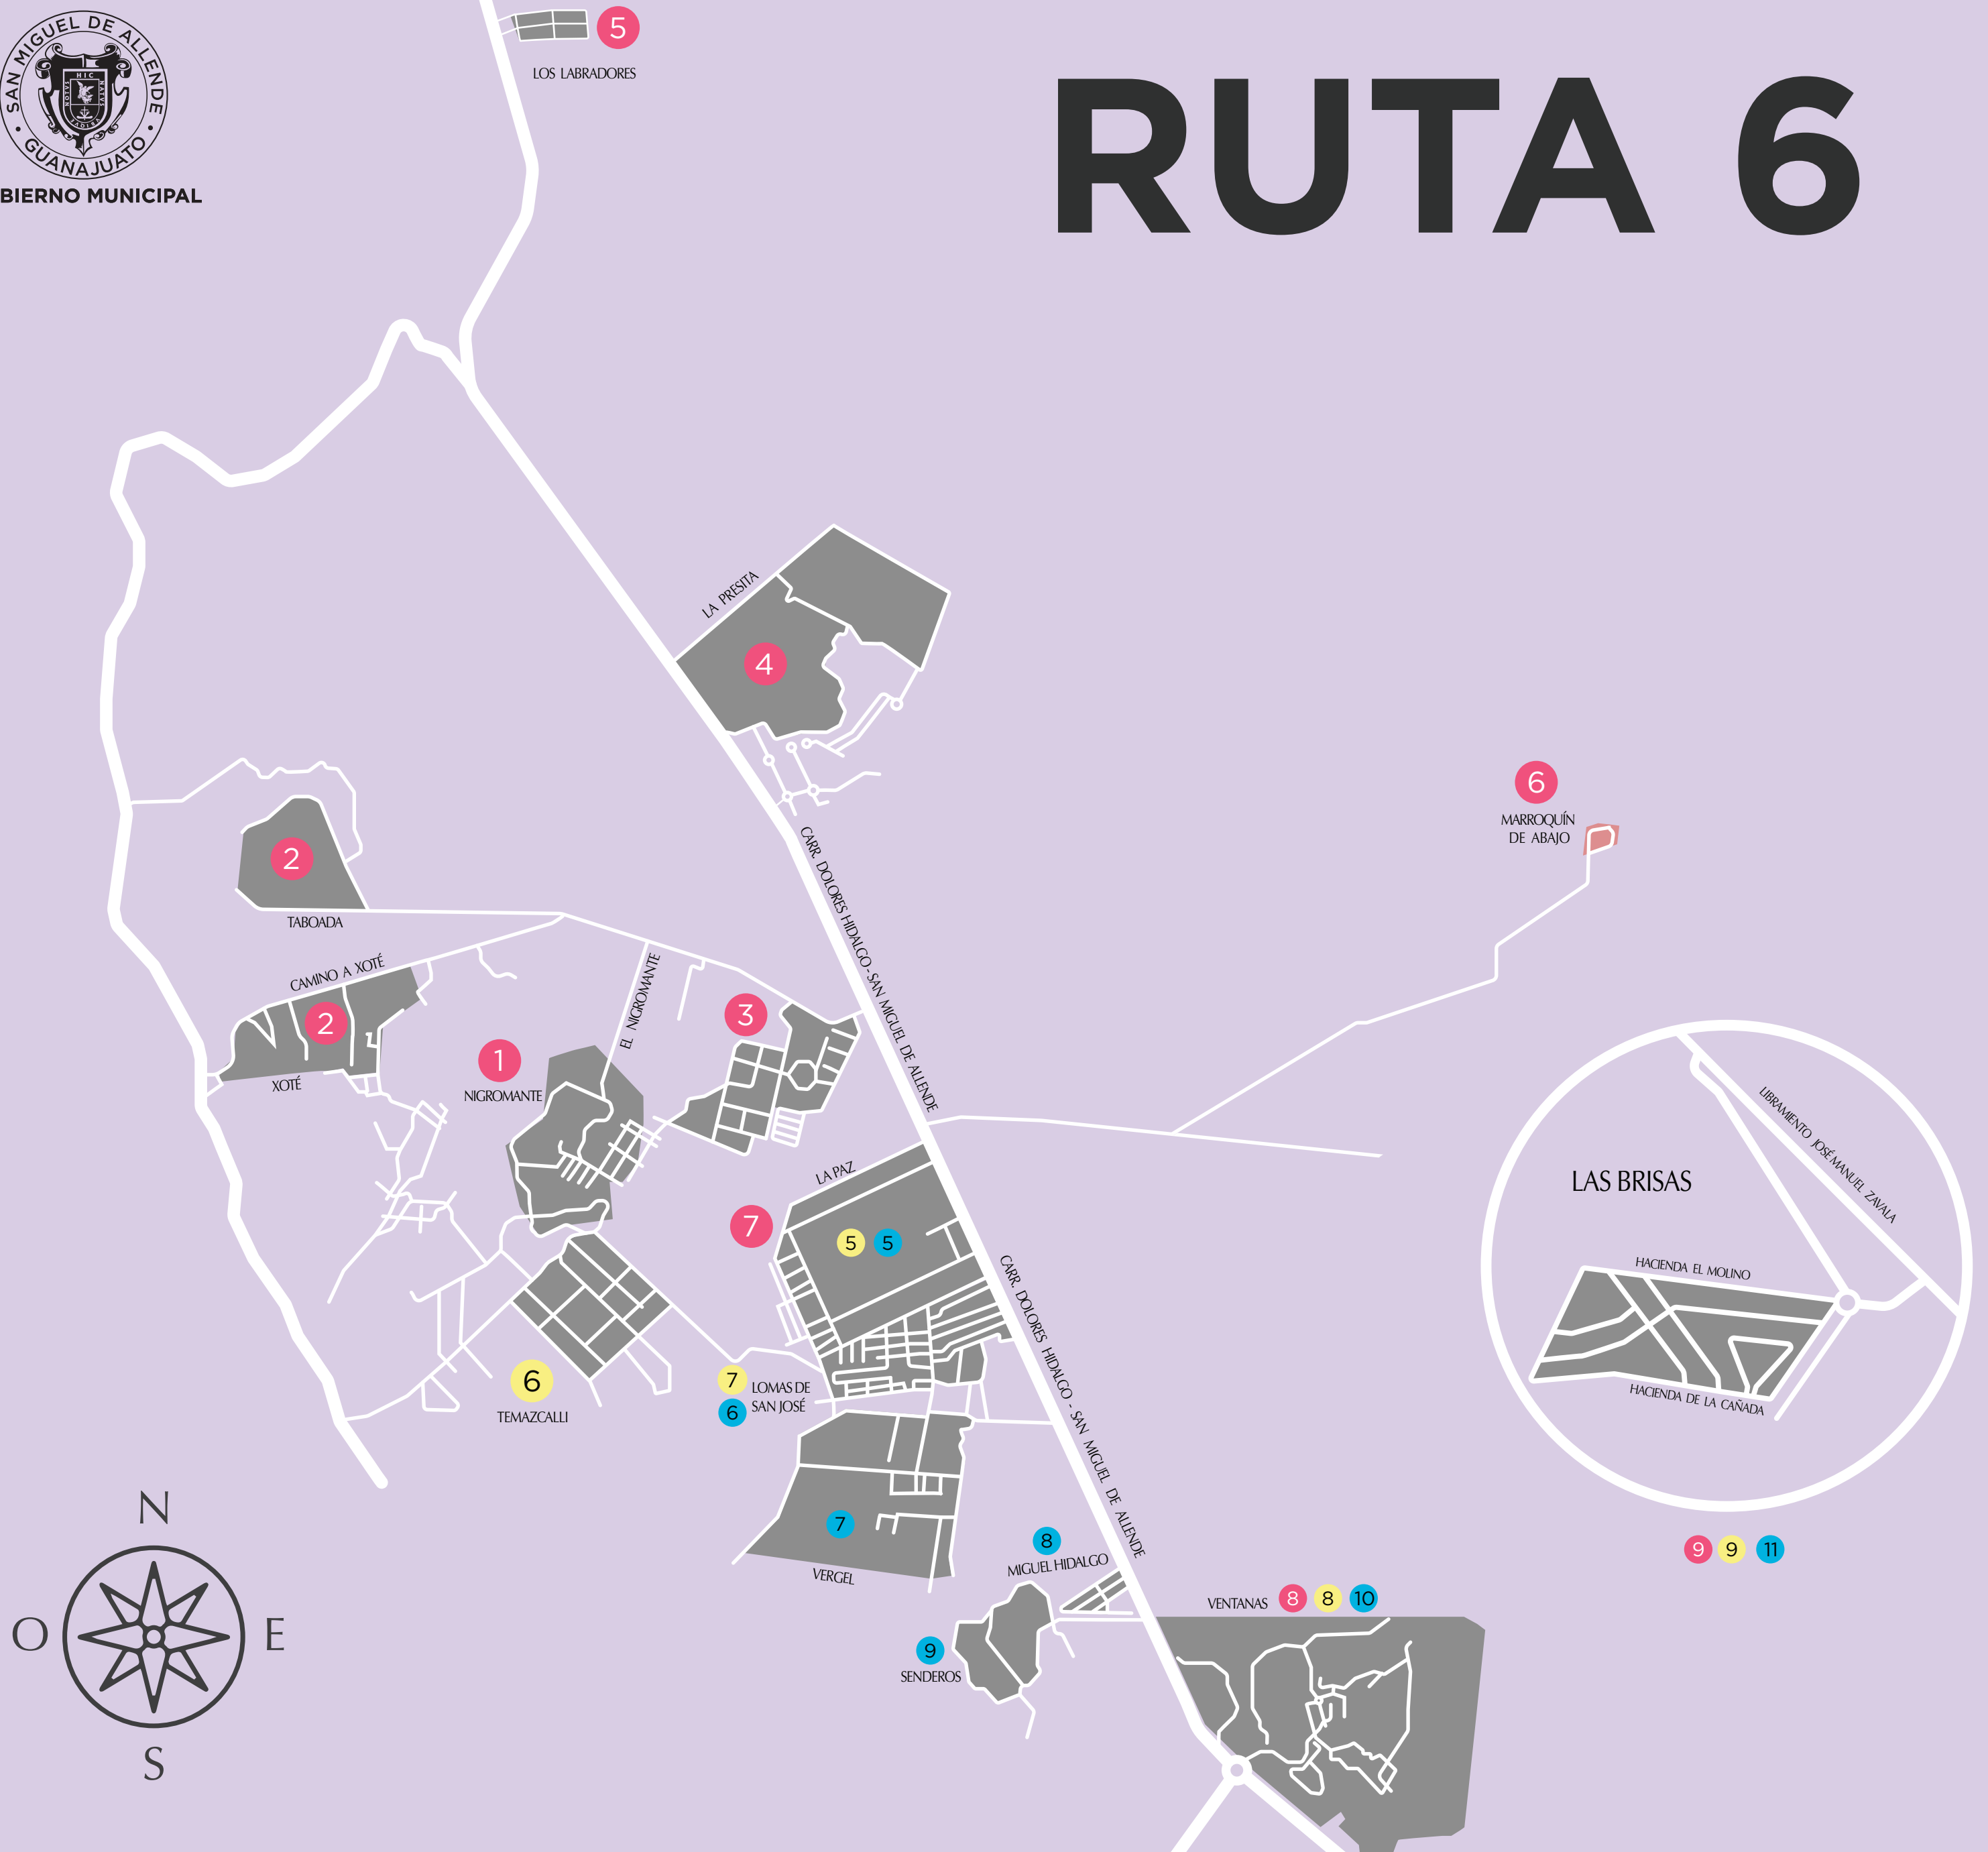 SAN MIGUEL DE ALLENDE
• GUANAJUATO •
HIC
NATUS
UBIQUE
NOTUS
BIERNO MUNICIPAL
5
LOS LABRADORES
RUTA 6
LA PRESITA
4
6
MARROQUÍN
DE ABAJO
CARR. DOLORES HIDALGO - SAN MIGUEL DE ALLENDE
2
TABOADA
CAMINO A XOTÉ
2
XOTÉ
EL NIGROMANTE
3
1
NIGROMANTE
LA PAZ
7
5
5
LIBRAMIENTO JOSÉ MANUEL ZAVALA
LAS BRISAS
HACIENDA EL MOLINO
HACIENDA DE LA CAÑADA
9
9
11
CARR. DOLORES HIDALGO - SAN MIGUEL DE ALLENDE
6
TEMAZCALLI
7
6
LOMAS DE
SAN JOSÉ
7
VERGEL
8
MIGUEL HIDALGO
9
SENDEROS
VENTANAS
8
8
10
N
O
E
S